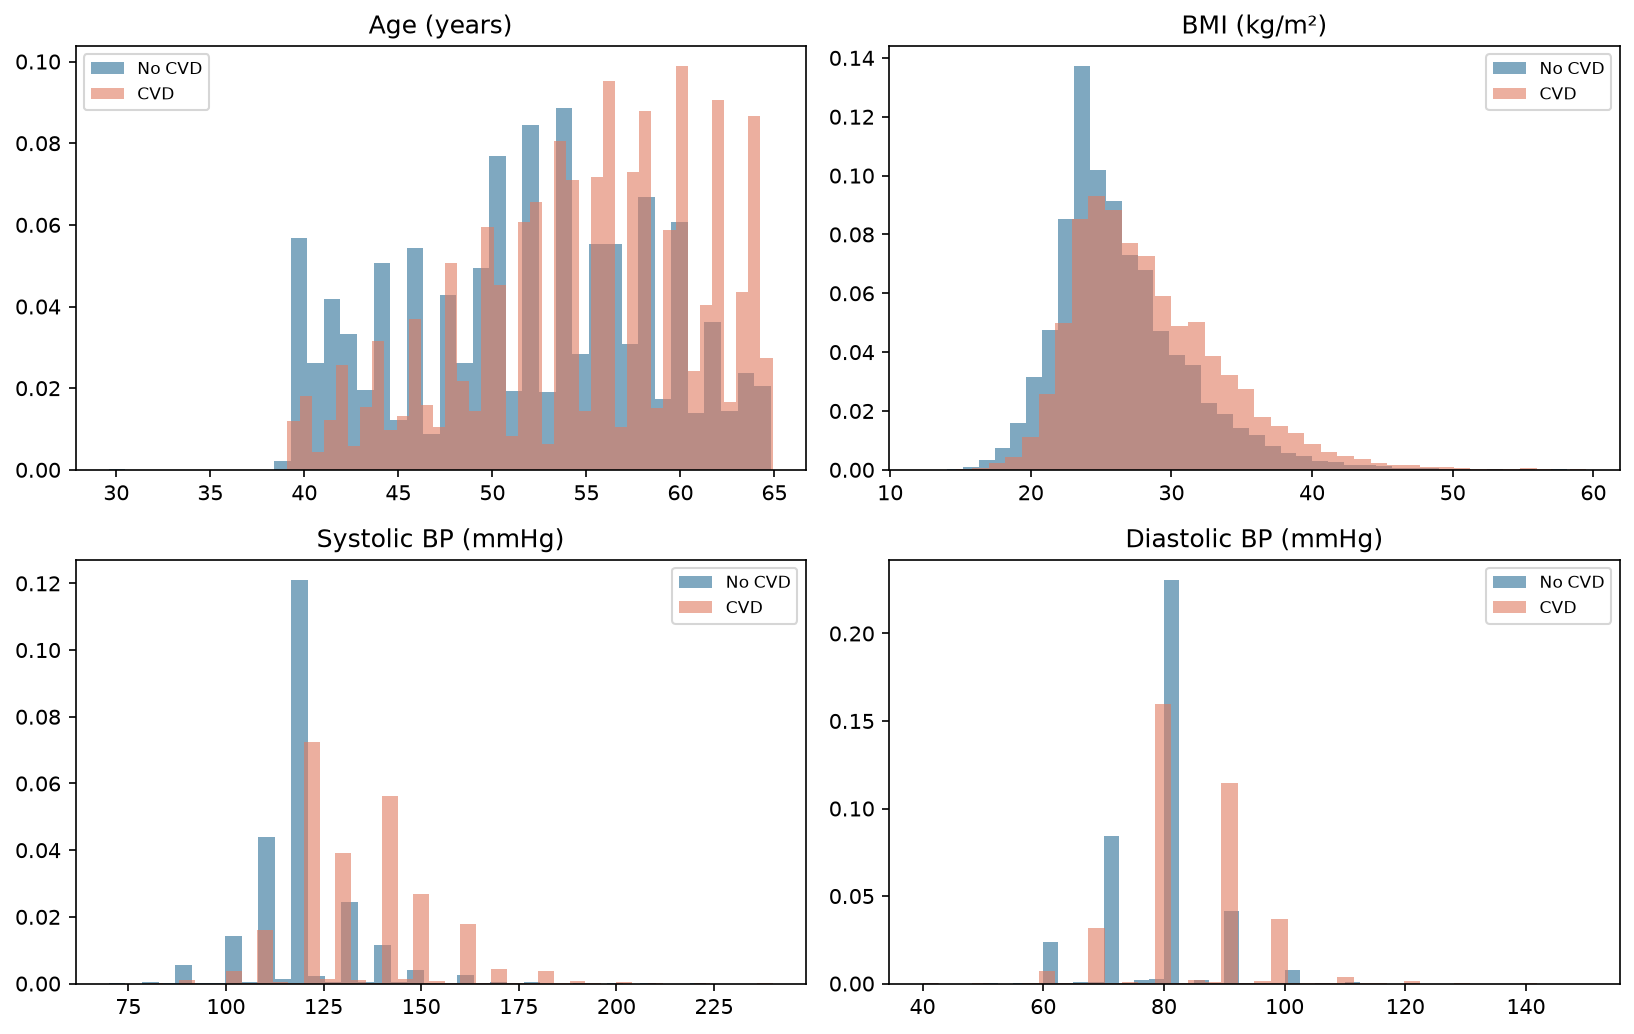 Age (years)
No CVD
CVD
0.10
0.08
0.06
0.04
0.02
0.00
30 35 40 45 50 55 60 65
BMI (kg/m²)
No CVD
CVD
0.14
0.12
0.10
0.08
0.06
0.04
0.02
0.00
10 20 30 40 50 60
Systolic BP (mmHg)
No CVD
CVD
0.12
0.10
0.08
0.06
0.04
0.02
0.00
75 100 125 150 175 200 225
Diastolic BP (mmHg)
No CVD
CVD
0.20
0.15
0.10
0.05
0.00
40 60 80 100 120 140